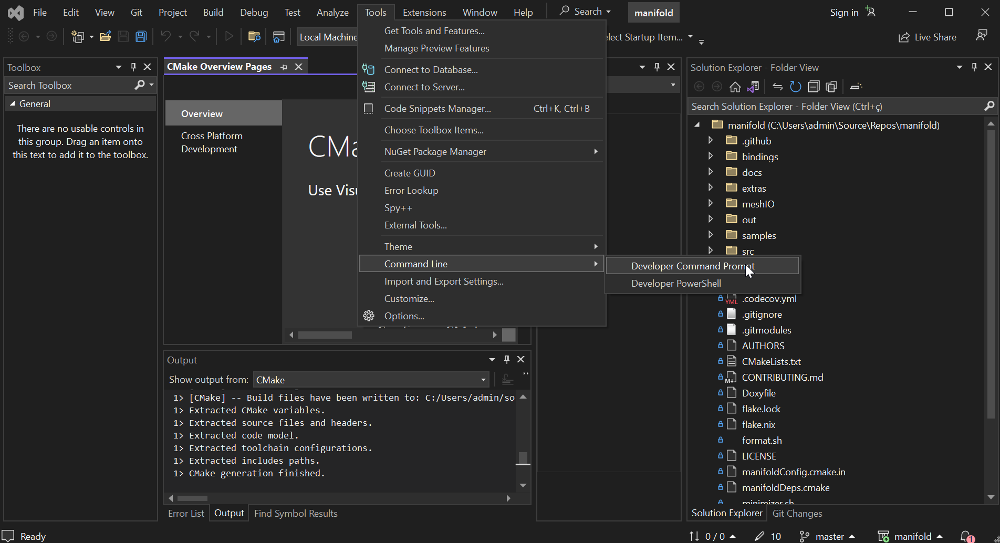 File Edit View Git Project Build Debug Test Analyze Tools Extensions Window Help Search manifold Sign in
Local Machine
elect Startup Item... Live Share
Get Tools and Features...
Manage Preview Features
Connect to Database...
Connect to Server...
Code Snippets Manager... Ctrl+K, Ctrl+B
Choose Toolbox Items...
NuGet Package Manager
Create GUID
Error Lookup
Spy++
External Tools...
Theme
Command Line
Import and Export Settings...
Customize...
Options...
Developer Command Prompt
Developer PowerShell
Toolbox
Search Toolbox
General
There are no usable controls in
this group. Drag an item onto
this text to add it to the toolbox.
CMake Overview Pages
Overview
Cross Platform
Development
CMa
Use Visu
Output
Show output from: CMake
1> [CMake] -- Build files have been written to: C:/Users/admin/so
1> Extracted CMake variables.
1> Extracted source files and headers.
1> Extracted code model.
1> Extracted toolchain configurations.
1> Extracted includes paths.
1> CMake generation finished.
Error List Output Find Symbol Results
Solution Explorer - Folder View
Search Solution Explorer - Folder View (Ctrl+ç)
manifold (C:\Users\admin\Source\Repos\manifold)
.github
bindings
docs
extras
meshIO
out
samples
src
YML .codecov.yml
.gitignore
.gitmodules
AUTHORS
CMakeLists.txt
M↓ CONTRIBUTING.md
Doxyfile
flake.lock
flake.nix
format.sh
LICENSE
manifoldConfig.cmake.in
manifoldDeps.cmake
minimizer.sh
Solution Explorer Git Changes
Ready 0 / 0 10 master manifold 1